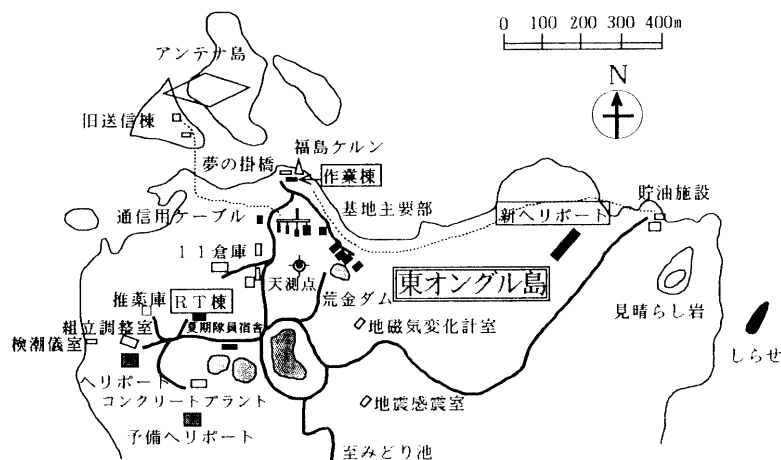 0 100 200 300 400m
N
アンテナ島
旧送信棟
福島ケルン
夢の掛橋
作業棟
通信用ケーブル
基地主要部
新ヘリポート
貯油施設
11倉庫
天測点
東オングル島
推薬庫
RT棟
荒金ダム
見晴らし岩
組立調整室
夏期隊員宿舎
地磁気変化計室
検潮儀室
しらせ
ヘリポート
コンクリートプラント
地震感震室
予備ヘリポート
至みどり池